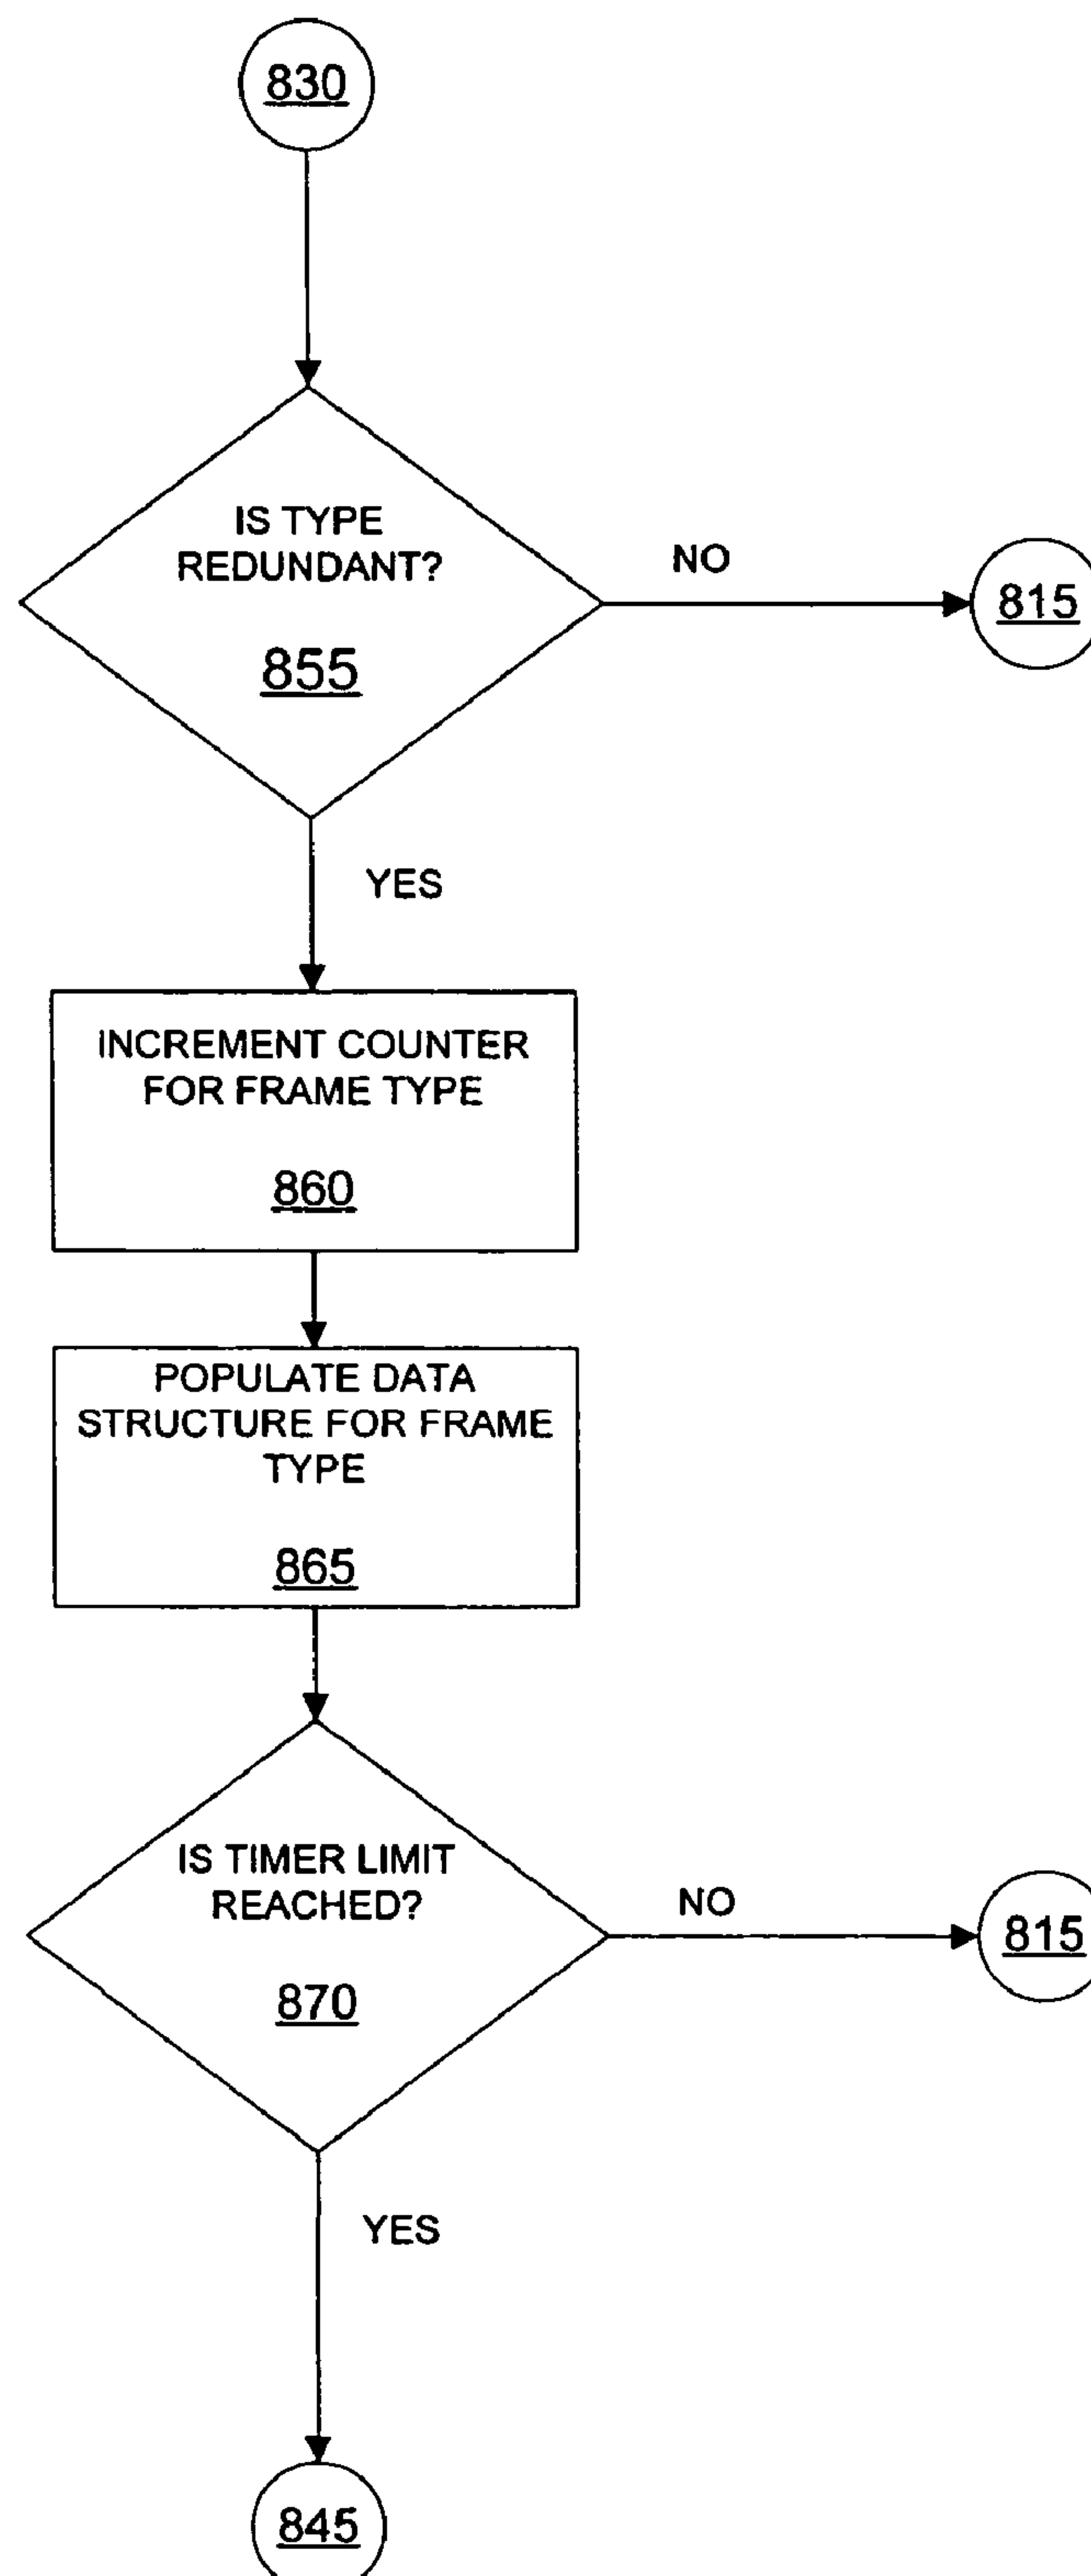 830
IS TYPE
REDUNDANT?
855
NO
815
YES
INCREMENT COUNTER
FOR FRAME TYPE
860
POPULATE DATA
STRUCTURE FOR FRAME
TYPE
865
IS TIMER LIMIT
REACHED?
870
NO
815
YES
845